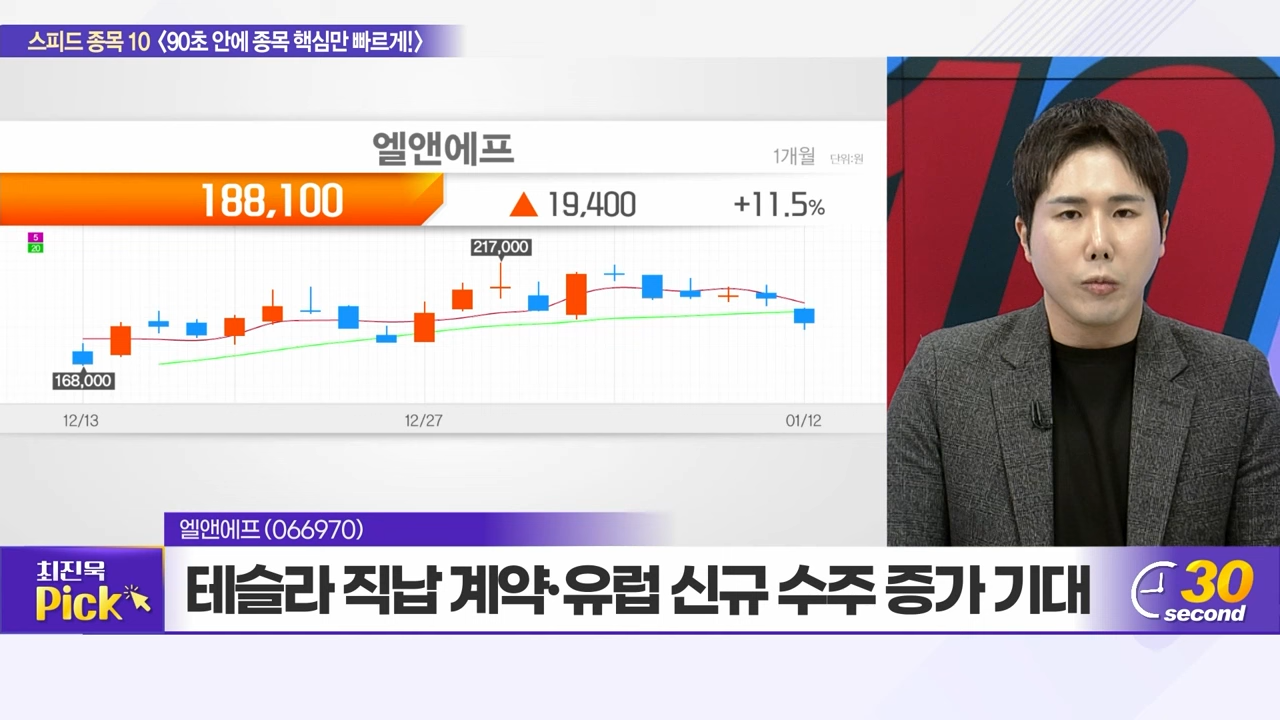 스피드 종목 10 〈90초 안에 종목 핵심만 빠르게!〉
엘앤에프
1개월 단위:원
188,100 ▲ 19,400 +11.5%
5
20
217,000
168,000
12/13 12/27 01/12
엘앤에프 (066970)
최진욱
Pick
테슬라 직납 계약·유럽 신규 수주 증가 기대
30
second
10